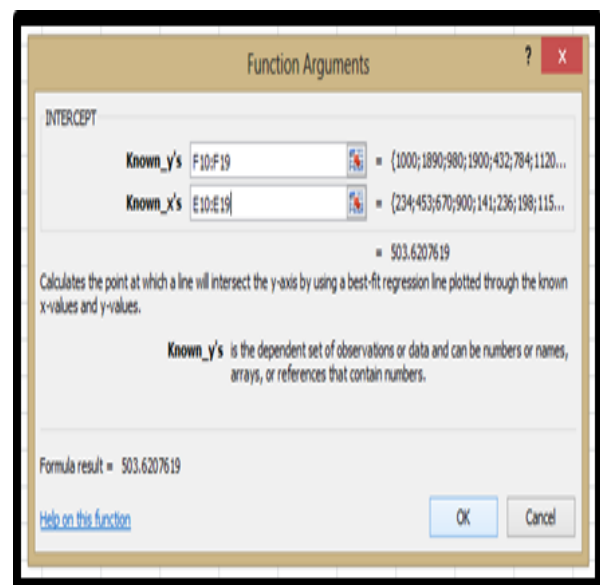 Function Arguments ? x
INTERCEPT
Known_y's F10:F19 = {1000;1890;980;1900;432;784;1120...
Known_x's E10:E19 = {234;453;670;900;141;236;198;115...
= 503.6207619
Calculates the point at which a line will intersect the y-axis by using a best-fit regression line plotted through the known
x-values and y-values.
Known_y's is the dependent set of observations or data and can be numbers or names,
arrays, or references that contain numbers.
Formula result = 503.6207619
Help on this function OK Cancel